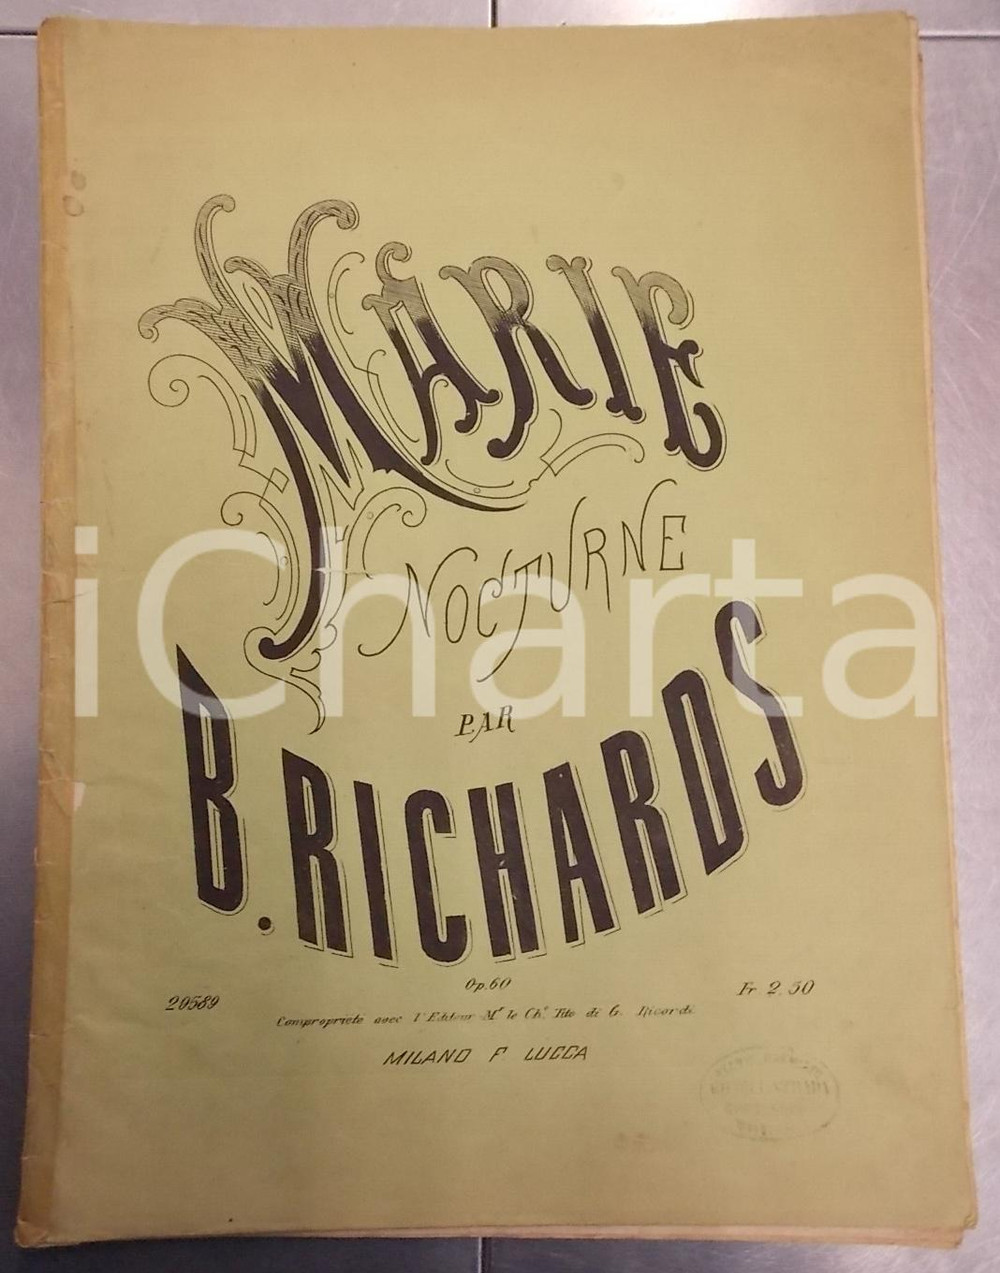 MARIE
NOCTURNE
PAR
B. RICHARDS
Op. 60
20589
Fr 2.50
Compropriété avec l'Editeur Mr. le Chr. Tito di G. Ricordi
MILANO F. LUCCA
iCharta